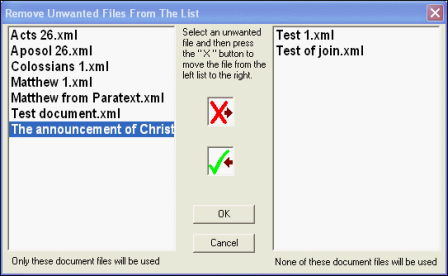 Remove Unwanted Files From The List
Acts 26.xml
Aposol 26.xml
Colossians 1.xml
Matthew 1.xml
Matthew from Paratext.xml
Test document.xml
The announcement of Christ
Only these document files will be used
Select an unwanted
file and then press
the "X" button to
move the file from the
left list to the right.
OK
Cancel
Test 1.xml
Test of join.xml
None of these document files will be used